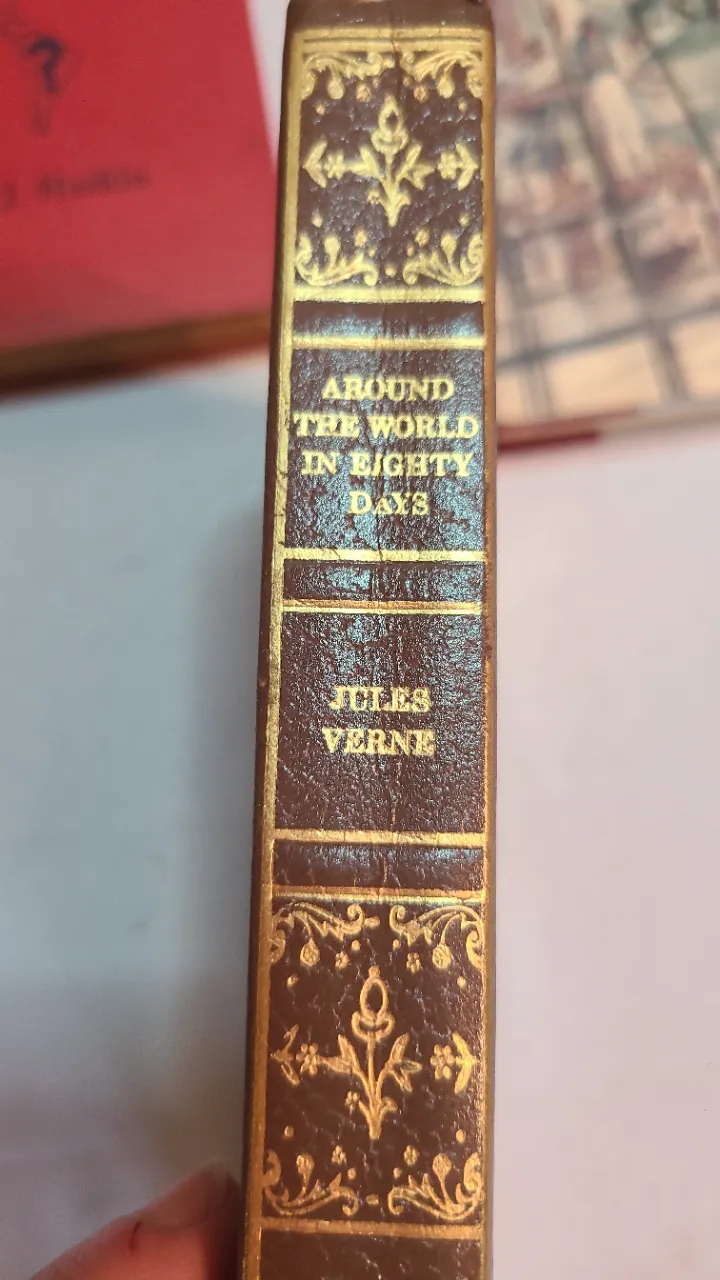 AROUND
THE WORLD
IN EIGHTY
DAYS
JULES
VERNE
?
J.